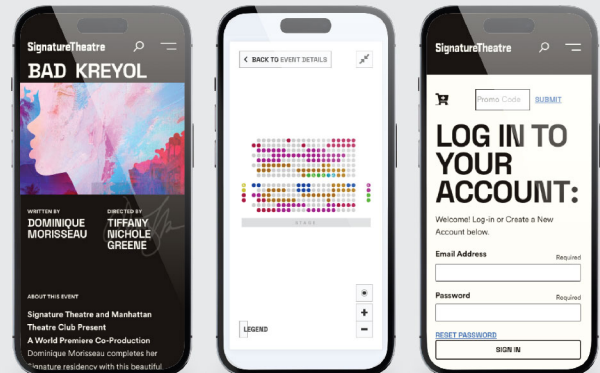 SignatureTheatre
BAD KREYOL
WRITTEN BY
DOMINIQUE
MORISSEAU
DIRECTED BY
TIFFANY
NICHOLE
GREENE
ABOUT THIS EVENT
Signature Theatre and Manhattan
Theatre Club Present
A World Premiere Co-Production
Dominique Morisseau completes her
Signature residency with this beautiful
BACK TO EVENT DETAILS
STAGE
LEGEND
SignatureTheatre
Promo Code
SUBMIT
LOG IN TO
YOUR
ACCOUNT:
Welcome! Log-in or Create a New
Account below.
Email Address
Required
Password
Required
RESET PASSWORD
SIGN IN